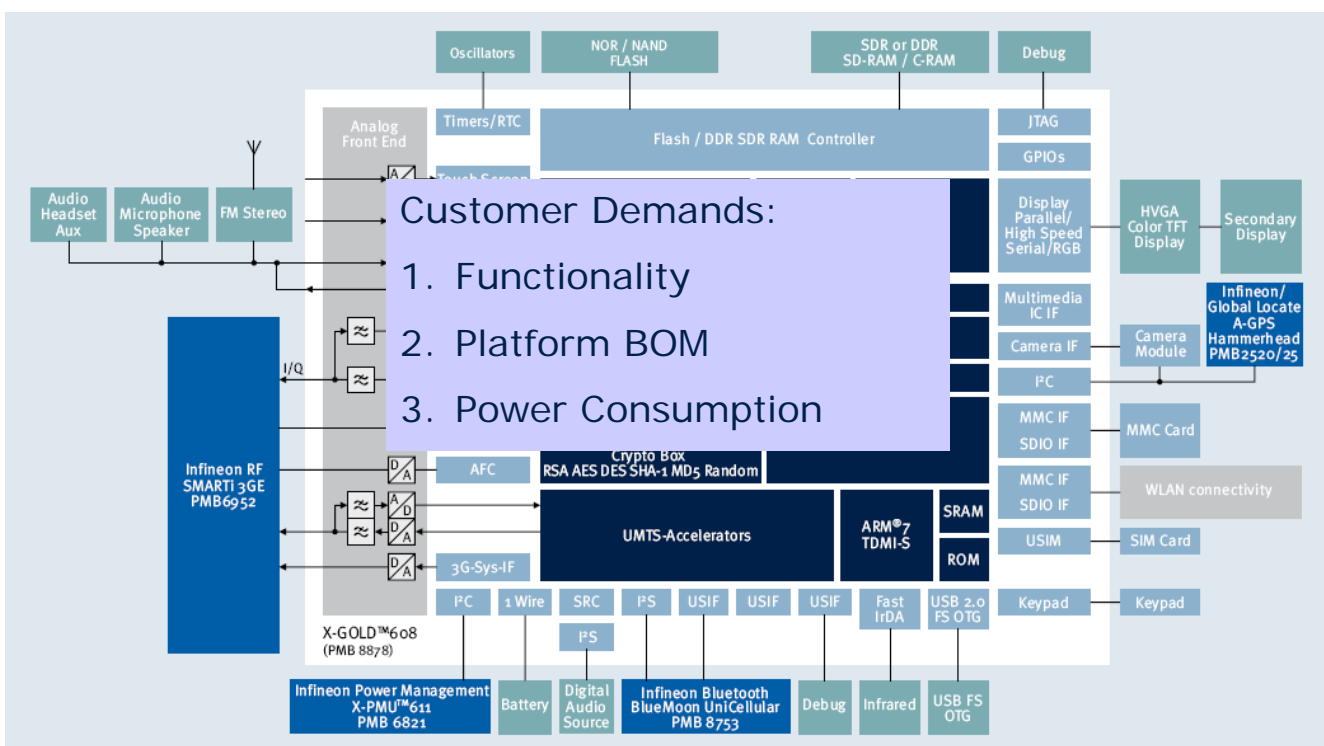 Oscillators
NOR / NAND
FLASH
SDR or DDR
SD-RAM / C-RAM
Debug
Analog
Front End
Timers/RTC
Flash / DDR SDR RAM Controller
JTAG
GPIOs
A
Touch Screen
Audio
Headset
Aux
Audio
Microphone
Speaker
FM Stereo
Customer Demands:
1. Functionality
2. Platform BOM
3. Power Consumption
Display
Parallel/
High Speed
Serial/RGB
HVGA
Color TFT
Display
Secondary
Display
Multimedia
IC IF
Infineon/
Global Locate
A-GPS
Hammerhead
PMB2520/25
Camera IF
Camera
Module
I²C
I/Q
MMC IF
SDIO IF
MMC Card
Infineon RF
SMARTi 3GE
PMB6952
D/A
AFC
Crypto Box
RSA AES DES SHA-1 MD5 Random
MMC IF
SDIO IF
WLAN connectivity
A/D
D/A
UMTS-Accelerators
ARM®7
TDMI-S
SRAM
ROM
USIM
SIM Card
D/A
3G-Sys-IF
I²C
1 Wire
SRC
I²S
USIF
USIF
USIF
Fast
IrDA
USB 2.0
FS OTG
Keypad
Keypad
I²S
X-GOLD™608
(PMB 8878)
Infineon Power Management
X-PMU™611
PMB 6821
Battery
Digital
Audio
Source
Infineon Bluetooth
BlueMoon UniCellular
PMB 8753
Debug
Infrared
USB FS
OTG